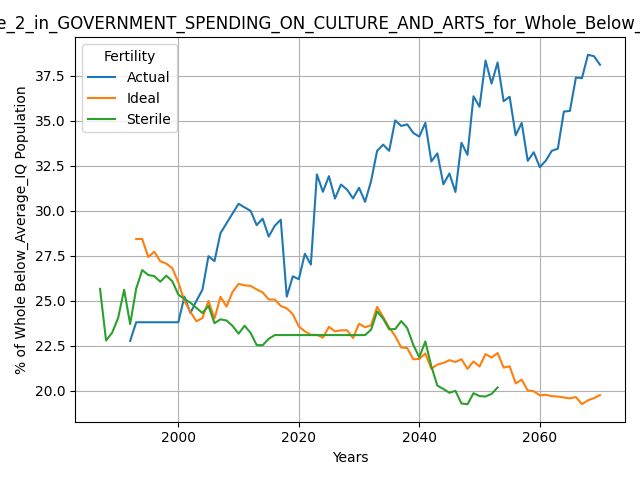 e_2_in_GOVERNMENT_SPENDING_ON_CULTURE_AND_ARTS_for_Whole_Below_
Fertility
Actual
Ideal
Sterile
% of Whole Below_Average_IQ Population
37.5
35.0
32.5
30.0
27.5
25.0
22.5
20.0
2000
2020
2040
2060
Years